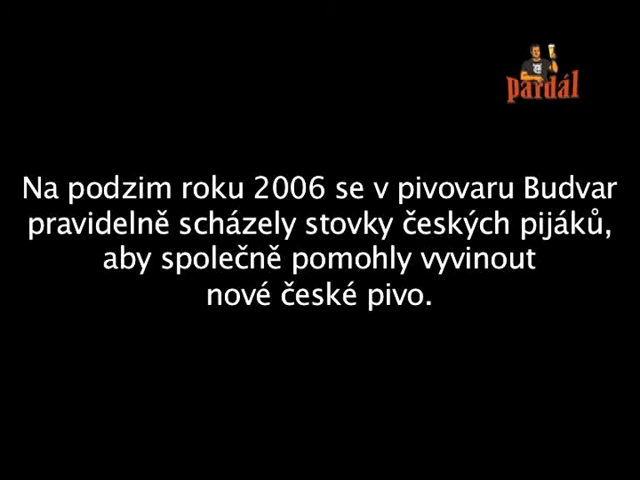 pardál
Na podzim roku 2006 se v pivovaru Budvar
pravidelně scházely stovky českých pijáků,
aby společně pomohly vyvinout
nové české pivo.